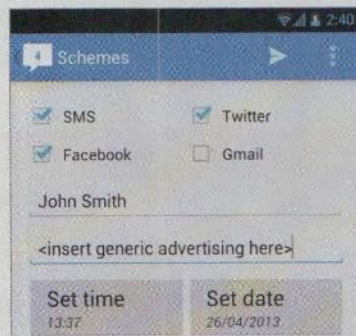 2:40
Schemes
SMS Twitter
Facebook Gmail
John Smith
<insert generic advertising here>
Set time Set date
13:37 26/04/2013